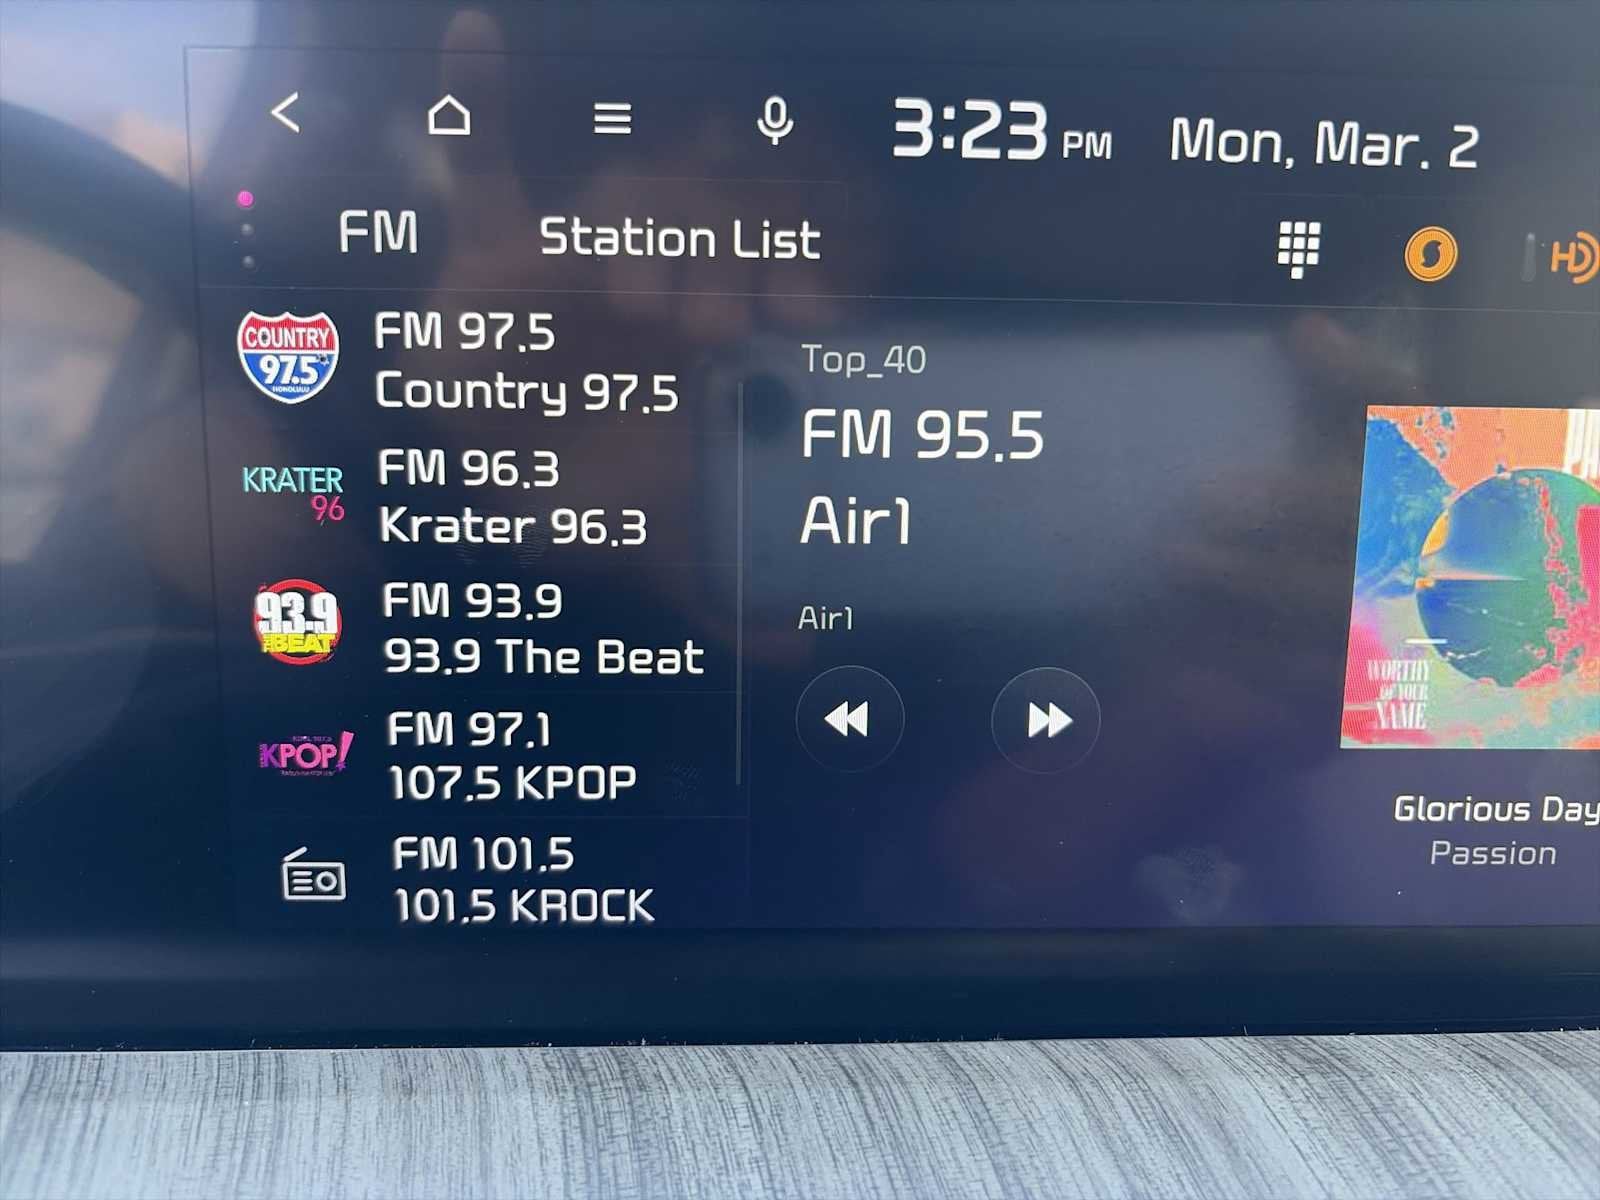 3:23 PM Mon, Mar. 2
FM Station List
HD
COUNTRY
97.5
HONOLULU
FM 97.5
Country 97.5
KRATER
96
FM 96.3
Krater 96.3
93.9
THE BEAT
FM 93.9
93.9 The Beat
KPOP!
FM 97.1
107.5 KPOP
FM 101.5
101.5 KROCK
Top_40
FM 95.5
Air1
Air1
WORTHY
OF YOUR
NAME
Glorious Day
Passion